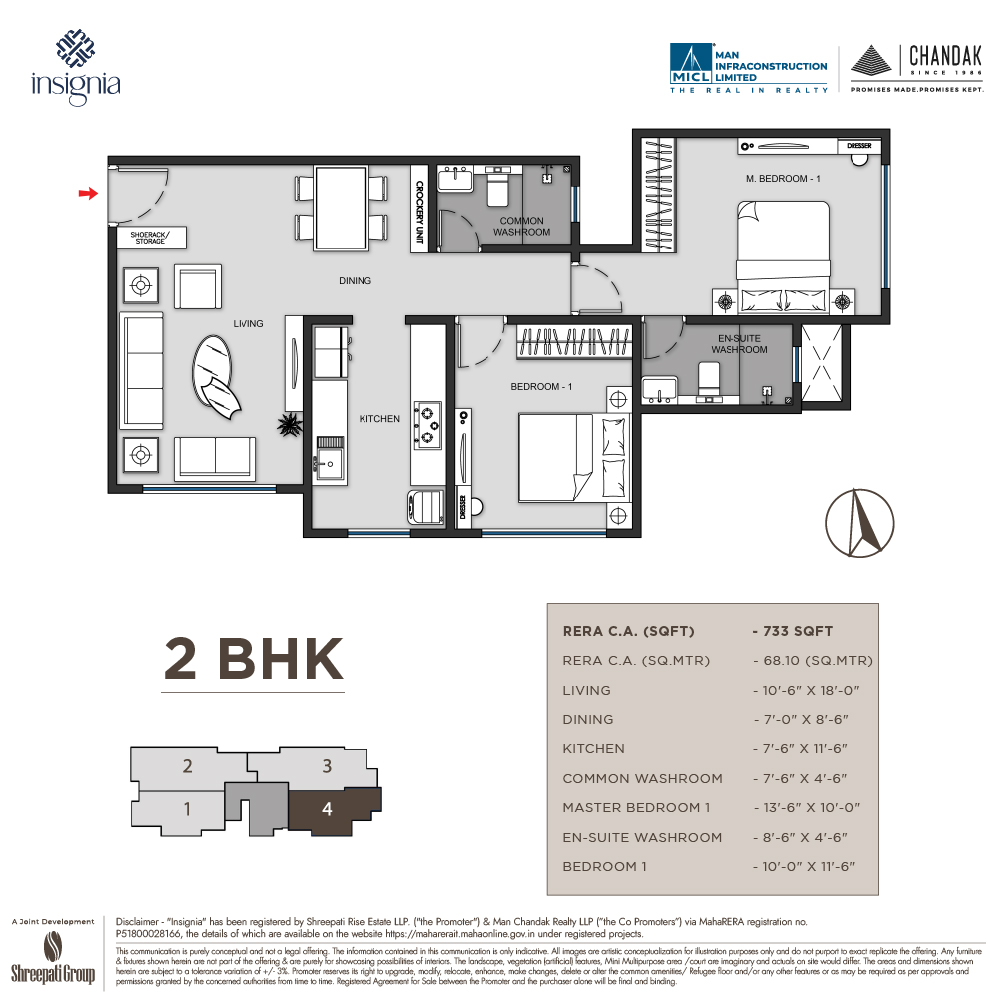 insignia
MICL
MAN
INFRACONSTRUCTION
LIMITED
THE REAL IN REALTY
CHANDAK
SINCE 1986
PROMISES MADE.PROMISES KEPT.
SHOERACK/
STORAGE
CROCKERY UNIT
COMMON
WASHROOM
M. BEDROOM - 1
DRESSER
DINING
LIVING
KITCHEN
BEDROOM - 1
EN-SUITE
WASHROOM
DRESSER
2 BHK
RERA C.A. (SQFT) - 733 SQFT
RERA C.A. (SQ.MTR) - 68.10 (SQ.MTR)
LIVING - 10'-6" X 18'-0"
DINING - 7'-0" X 8'-6"
KITCHEN - 7'-6" X 11'-6"
COMMON WASHROOM - 7'-6" X 4'-6"
MASTER BEDROOM 1 - 13'-6" X 10'-0"
EN-SUITE WASHROOM - 8'-6" X 4'-6"
BEDROOM 1 - 10'-0" X 11'-6"
2
3
1
4
A Joint Development
Shreepati Group
Disclaimer - "Insignia" has been registered by Shreepati Rise Estate LLP. ("the Promoter") & Man Chandak Realty LLP ("the Co Promoters") via MahaRERA registration no.
P51800028166, the details of which are available on the website https://maharerait.mahaonline.gov.in under registered projects.
This communication is purely conceptual and not a legal offering. The information contained in this communication is only indicative. All images are artistic conceptualization for illustration purposes only and do not purport to exact replicate the offering. Any furniture
& fixtures shown herein are not part of the offering & are purely for showcasing possibilities of interiors. The landscape, vegetation (artificial) features, Mini Multipurpose area /court are imaginary and actuals on site would differ. The areas and dimensions shown
herein are subject to a tolerance variation of +/- 3%. Promoter reserves its right to upgrade, modify, relocate, enhance, make changes, delete or alter the common amenities/ Refugee floor and/or any other features or as may be required as per approvals and
permissions granted by the concerned authorities from time to time. Registered Agreement for Sale between the Promoter and the purchaser alone will be final and binding.